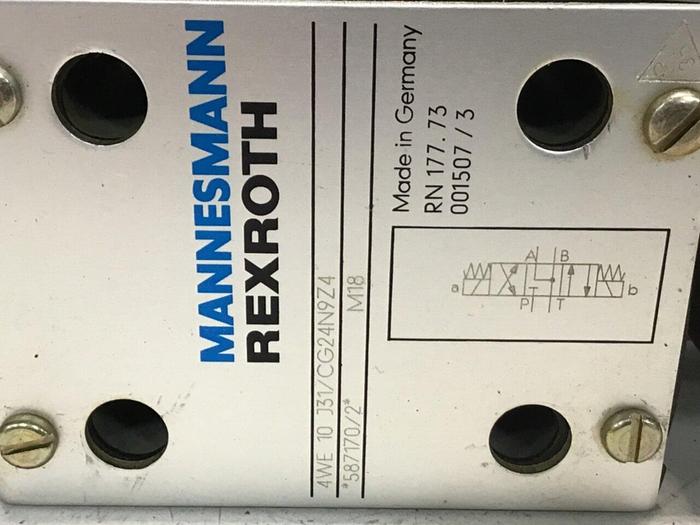 MANNESMANN
REXROTH
4WE 10 J31/CG24N9Z4
*587170/2* M18
Made in Germany
RN 177.73
001507 / 3
A B
a b
P T